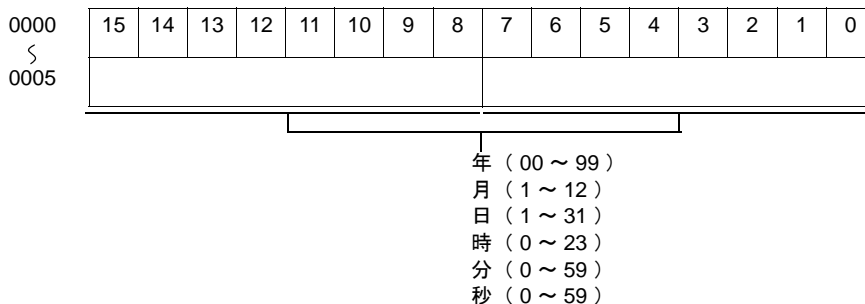 0000 15 14 13 12 11 10 9 8 7 6 5 4 3 2 1 0
〜
0005
年 ( 00 ～ 99 )
月 ( 1 ～ 12 )
日 ( 1 ～ 31 )
時 ( 0 ～ 23 )
分 ( 0 ～ 59 )
秒 ( 0 ～ 59 )